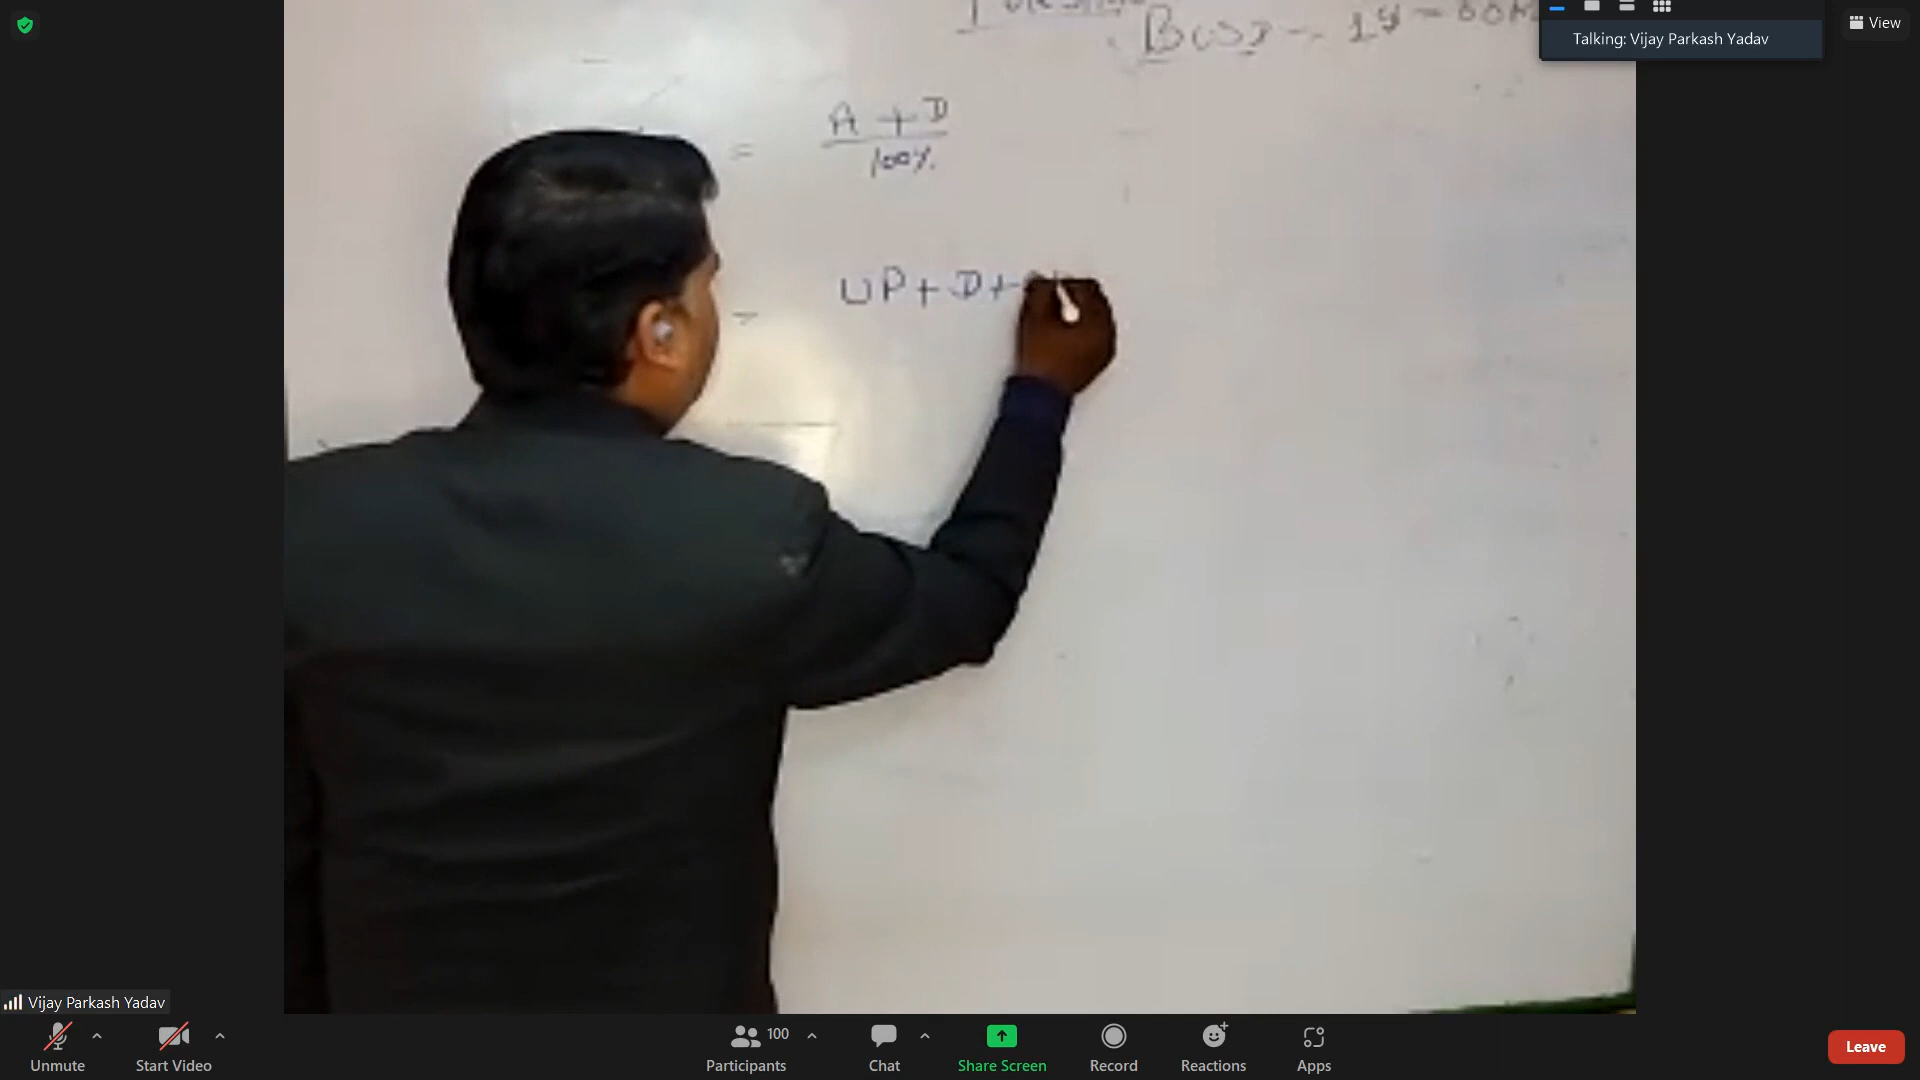 View
Talking: Vijay Parkash Yadav
B(S)
A + D
=
100%
UP + D +
Vijay Parkash Yadav
100
Unmute
Start Video
Participants
Chat
Share Screen
Record
Reactions
Apps
Leave